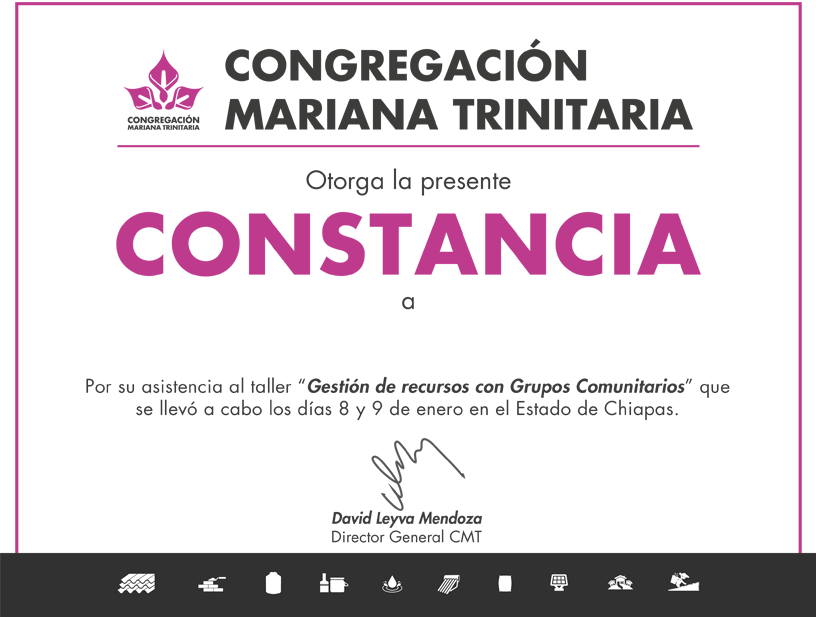 CONGREGACIÓN
MARIANA TRINITARIA
CONGREGACIÓN
MARIANA TRINITARIA
Otorga la presente
CONSTANCIA
a
Por su asistencia al taller “Gestión de recursos con Grupos Comunitarios” que
se llevó a cabo los días 8 y 9 de enero en el Estado de Chiapas.
David Leyva Mendoza
Director General CMT